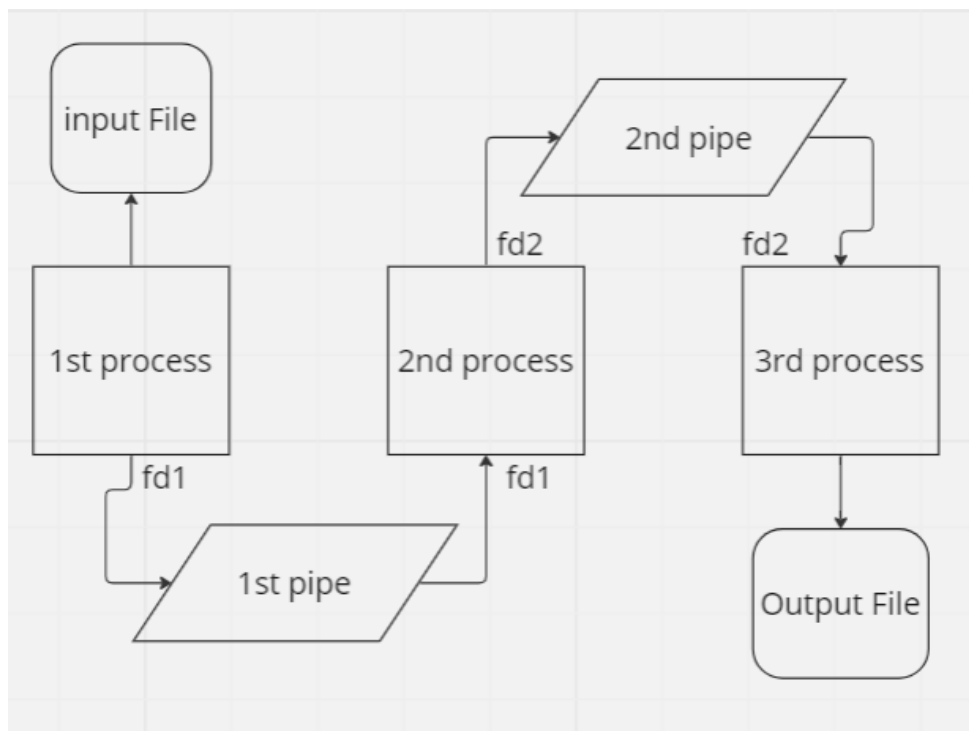 input File
2nd pipe
fd2
fd2
1st process
2nd process
3rd process
fd1
fd1
1st pipe
Output File